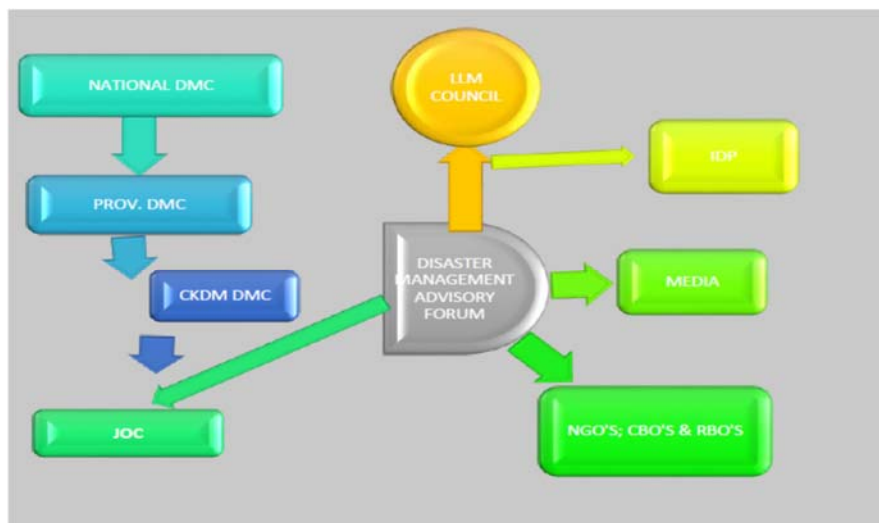 NATIONAL DMC
LLM
COUNCIL
IDP
PROV. DMC
DISASTER
MANAGEMENT
ADVISORY
FORUM
CKDM DMC
MEDIA
JOC
NGO'S; CBO'S & RBO'S